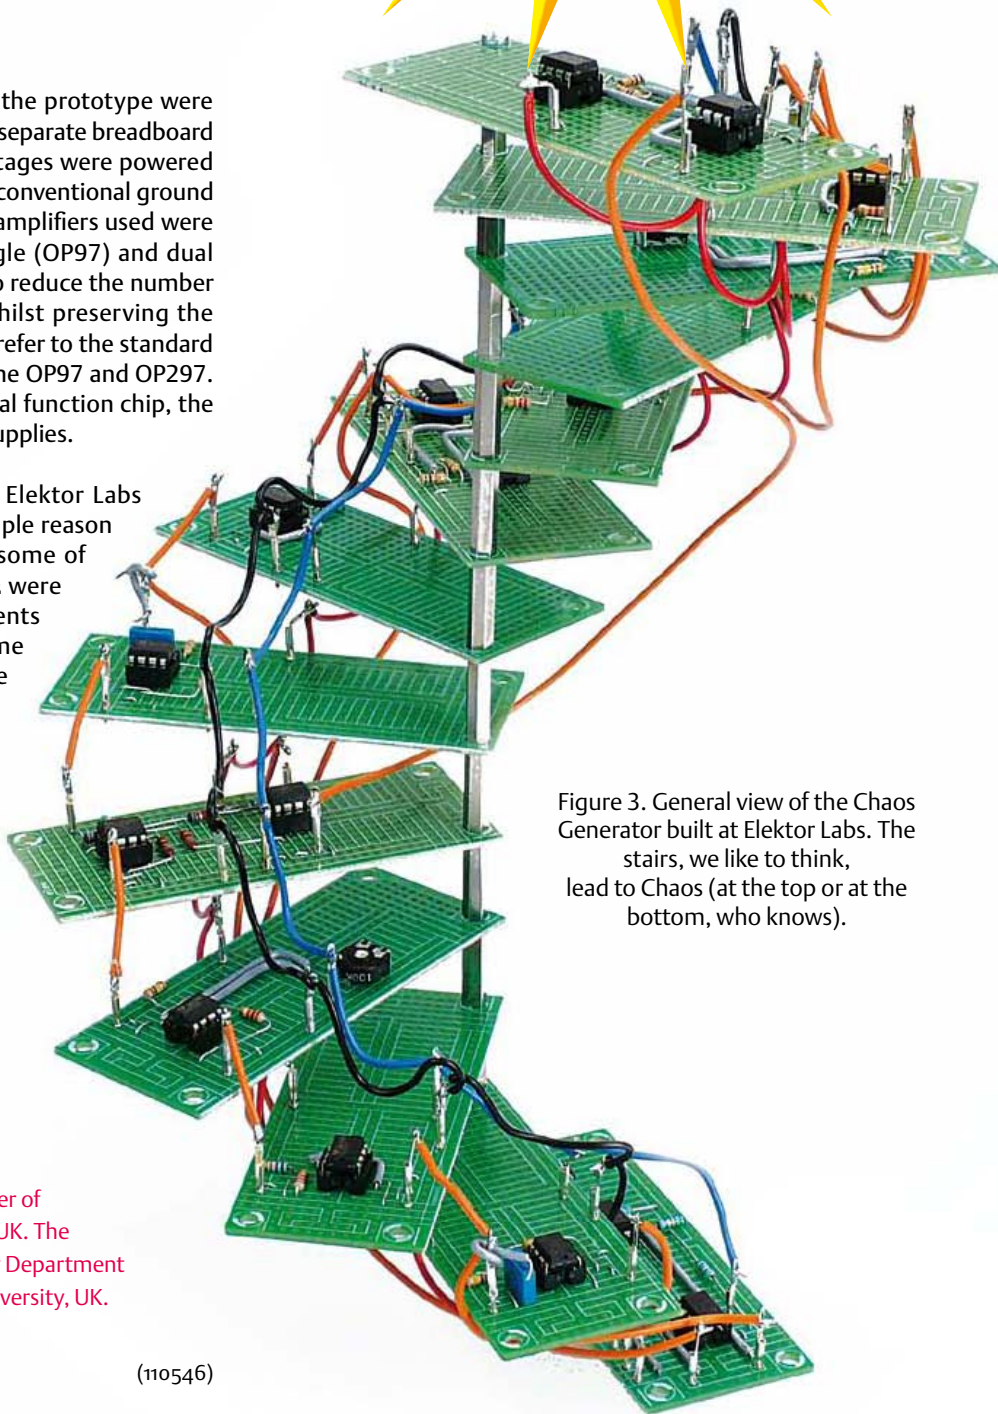 the prototype were
separate breadboard
tages were powered
conventional ground
amplifiers used were
gle (OP97) and dual
o reduce the number
hilst preserving the
refer to the standard
ne OP97 and OP297.
al function chip, the
upplies.
Elektor Labs
ple reason
some of
were
ents
me
e
Figure 3. General view of the Chaos
Generator built at Elektor Labs. The
stairs, we like to think,
lead to Chaos (at the top or at the
bottom, who knows).
er of
UK. The
Department
versity, UK.
(110546)